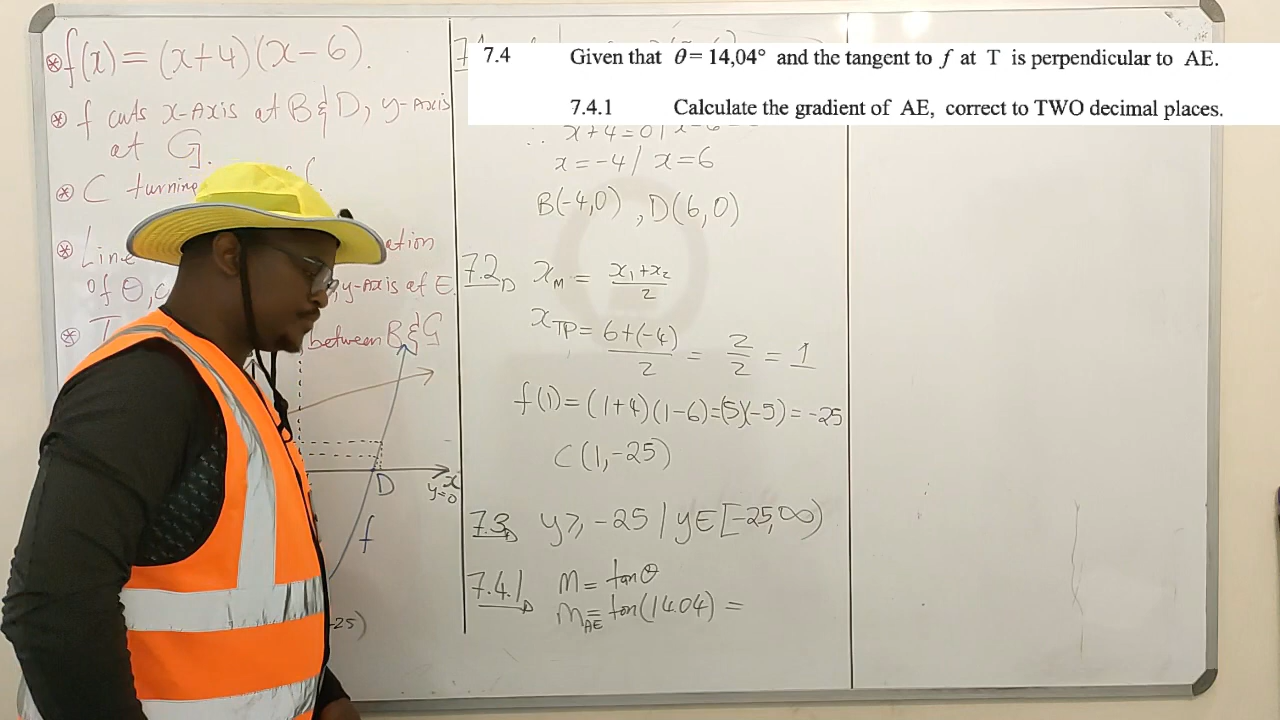 ⊛ f(x) = (x+4)(x-6).
⊛ f cuts x-Axis at B & D, y-Axis
at G.
⊛ C turning
⊛ Line ation
of θ, y-Axis at E.
⊛ T between B & G
D
x
y=0
f
-25)
7.4 Given that θ= 14,04° and the tangent to f at T is perpendicular to AE.
7.4.1 Calculate the gradient of AE, correct to TWO decimal places.
∴ x+4=0/
x=-4/ x=6
B(-4,0) , D(6,0)
7.2 x_M = x₁+x₂/2
x_TP = 6+(-4)/2 = 2/2 = 1
f(1)=(1+4)(1-6)=(5)(-5)=-25
C(1,-25)
7.3 y⩾-25 / y∈[-25,∞)
7.4.1 m= tanθ
m_AE = tan(14.04) =